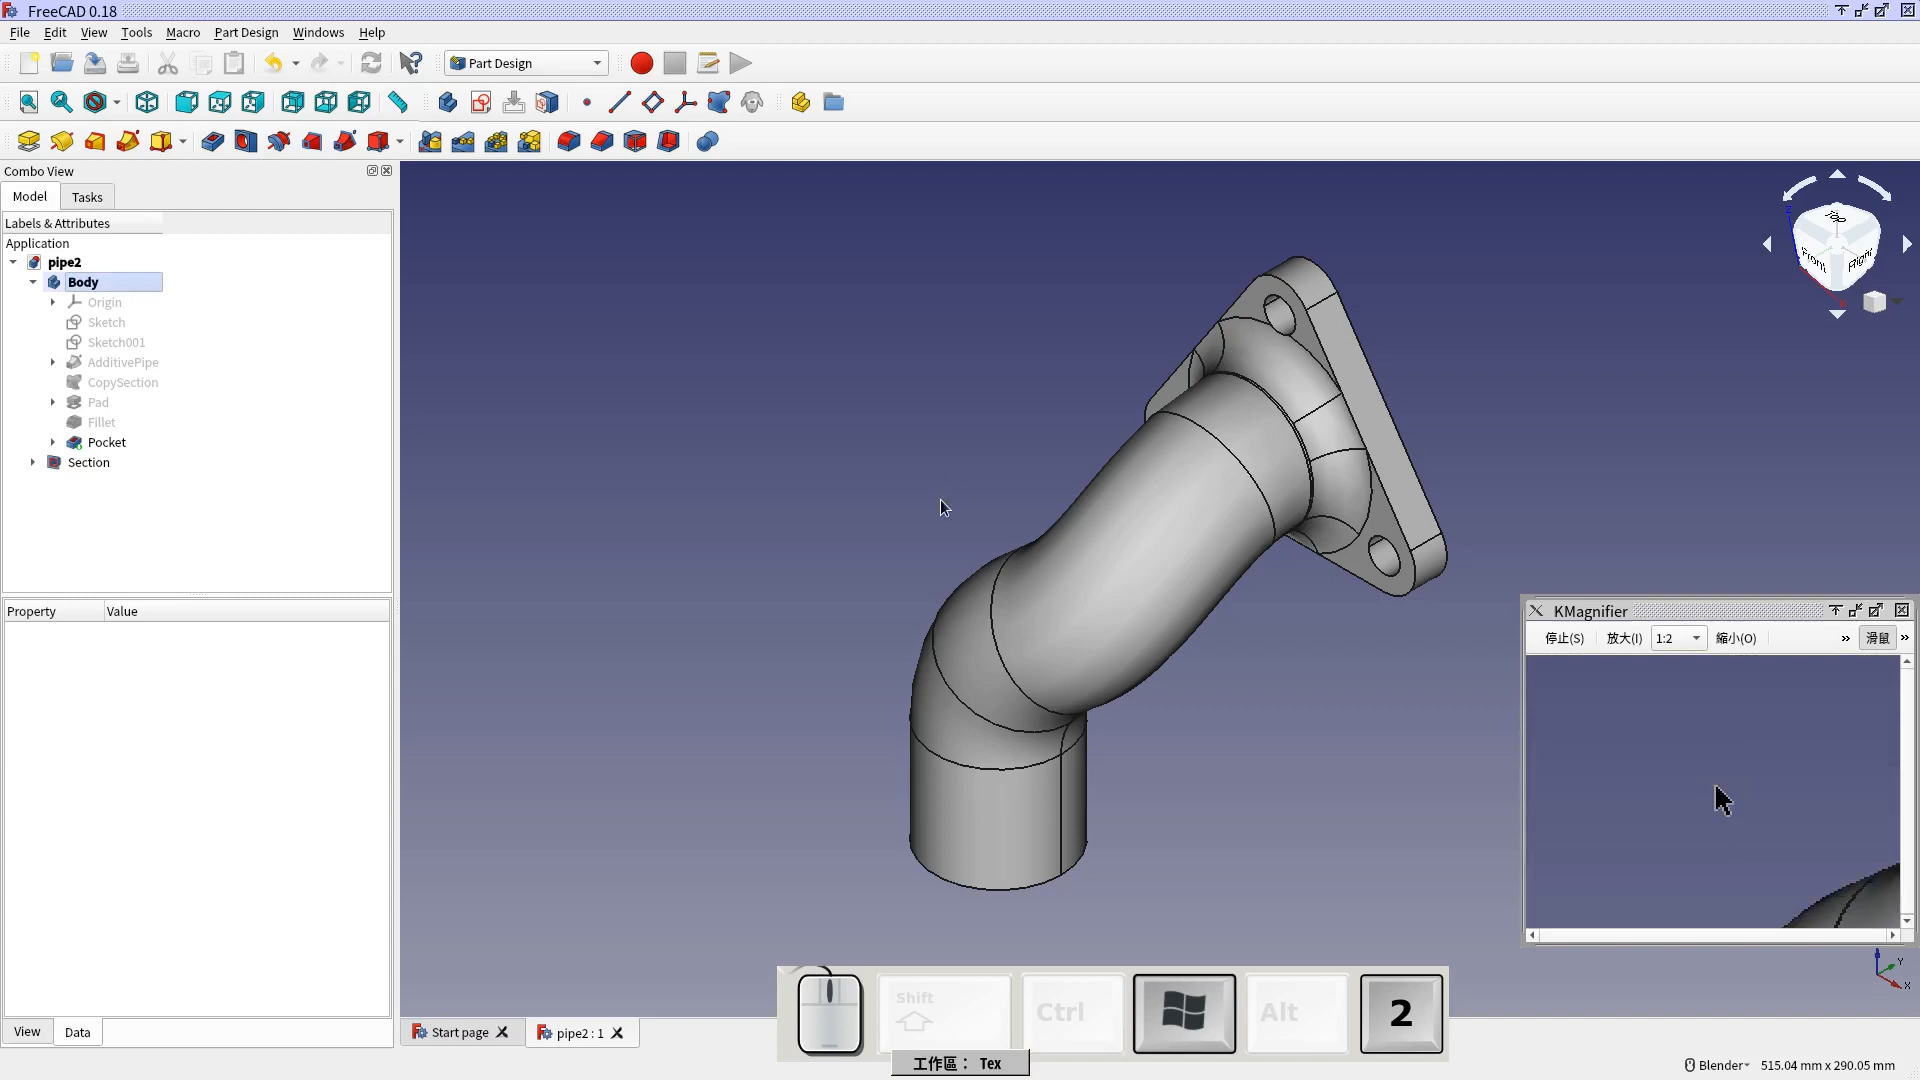 FreeCAD 0.18
File Edit View Tools Macro Part Design Windows Help
Part Design
Combo View
Model Tasks
Labels & Attributes
Application
pipe2
Body
Origin
Sketch
Sketch001
AdditivePipe
CopySection
Pad
Fillet
Pocket
Section
Property Value
View Data
Top
Front Right
Z
X
KMagnifier
停止(S) 放大(I) 1:2 縮小(O) » 滑鼠 »
Y
X
Start page pipe2 : 1
Shift Ctrl Alt 2
工作區： Tex
Blender 515.04 mm x 290.05 mm